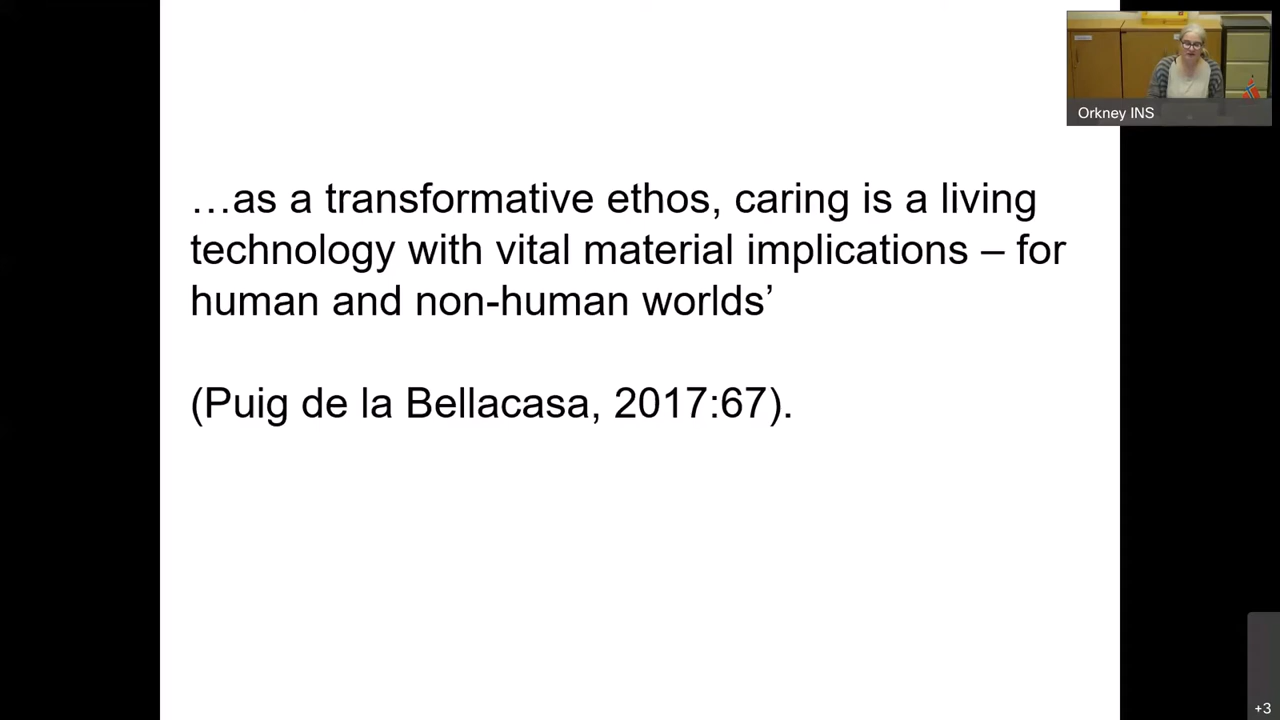 Orkney INS
…as a transformative ethos, caring is a living
technology with vital material implications – for
human and non-human worlds’
(Puig de la Bellacasa, 2017:67).
+3